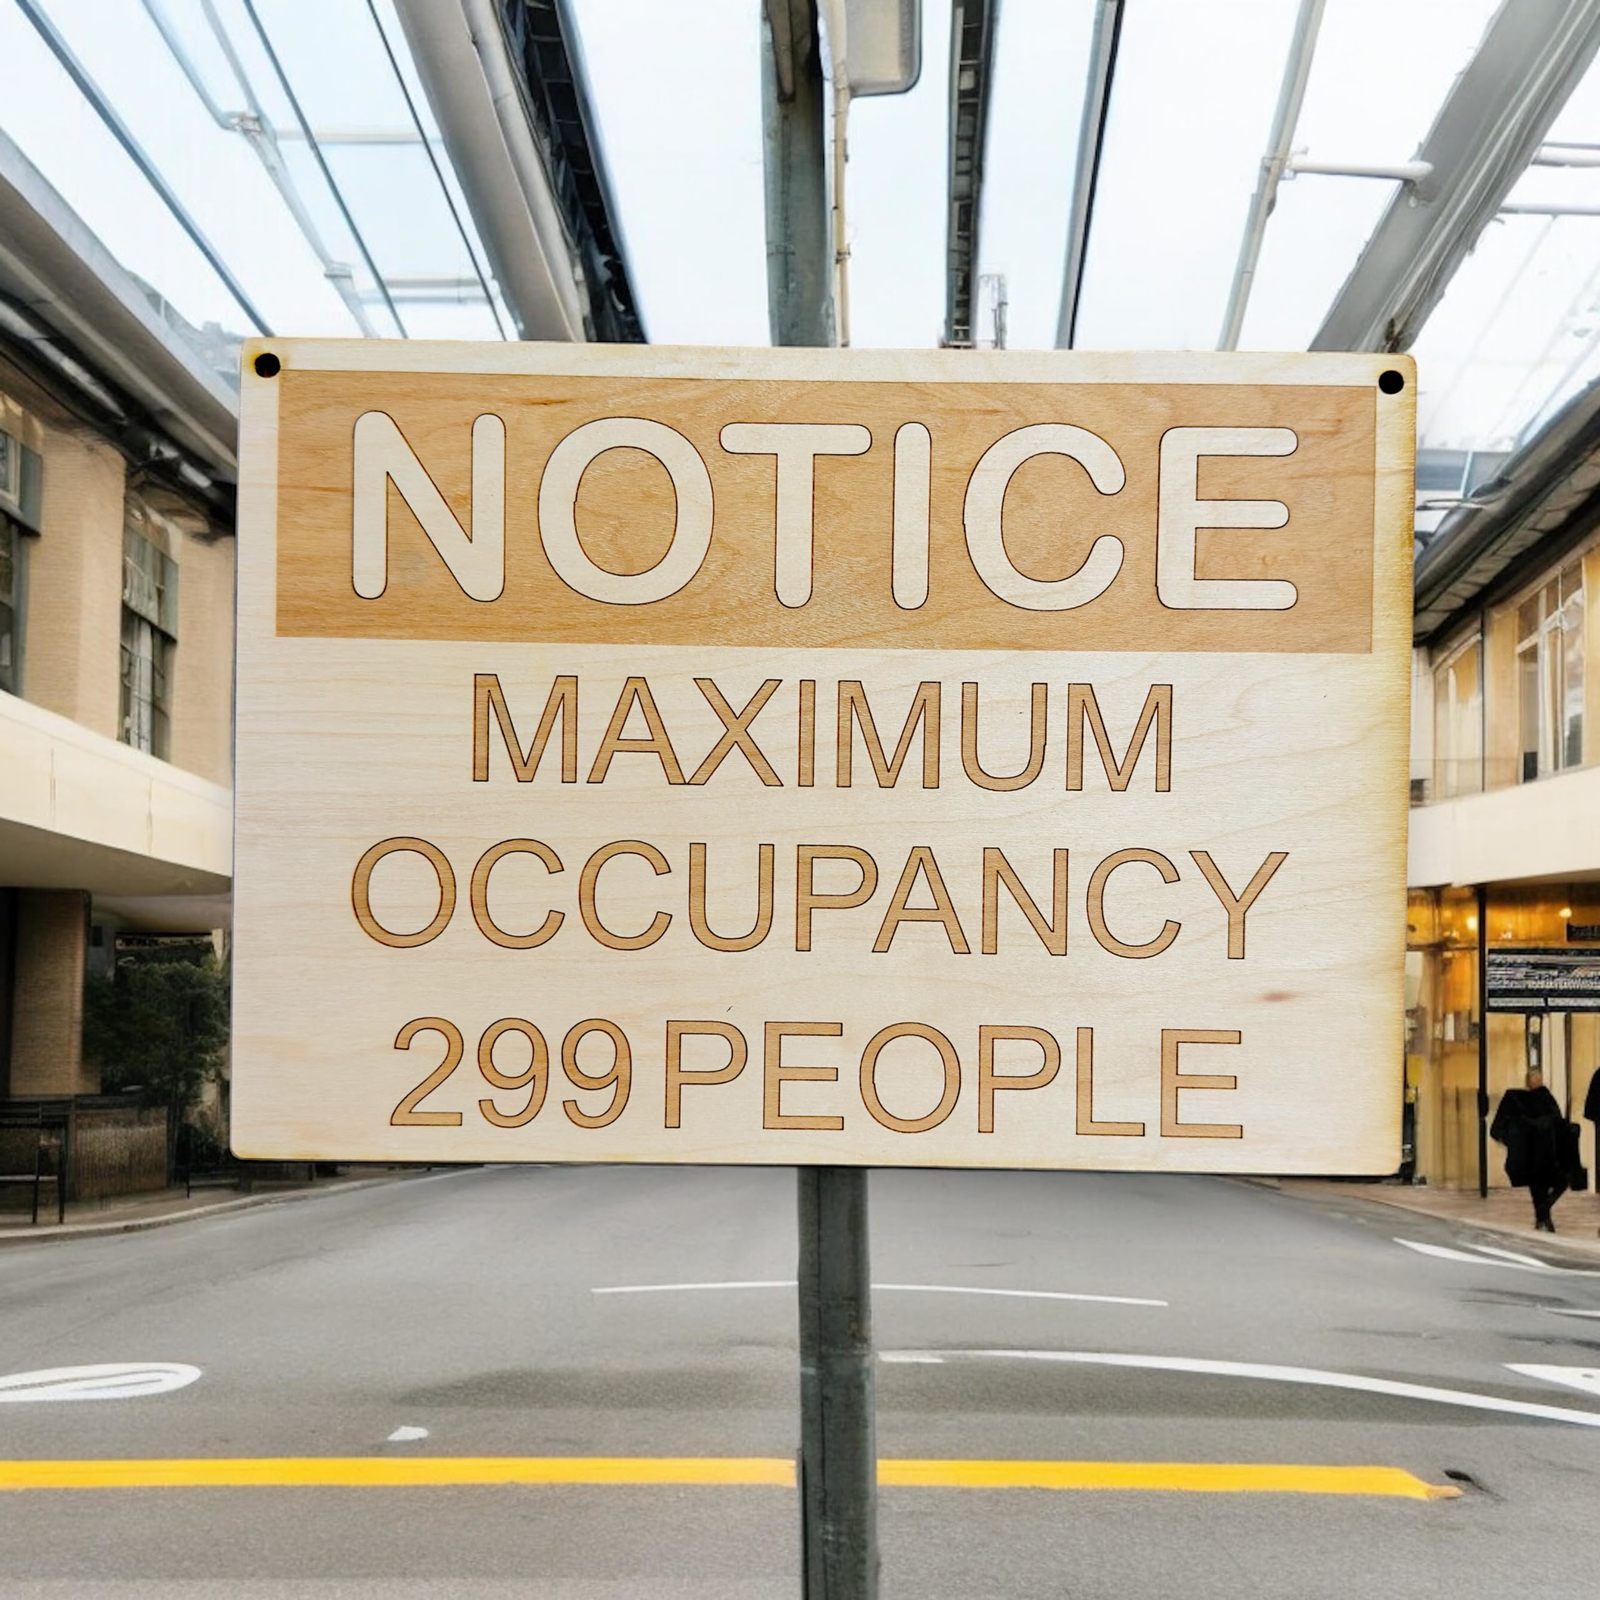 NOTICE
MAXIMUM
OCCUPANCY
299 PEOPLE